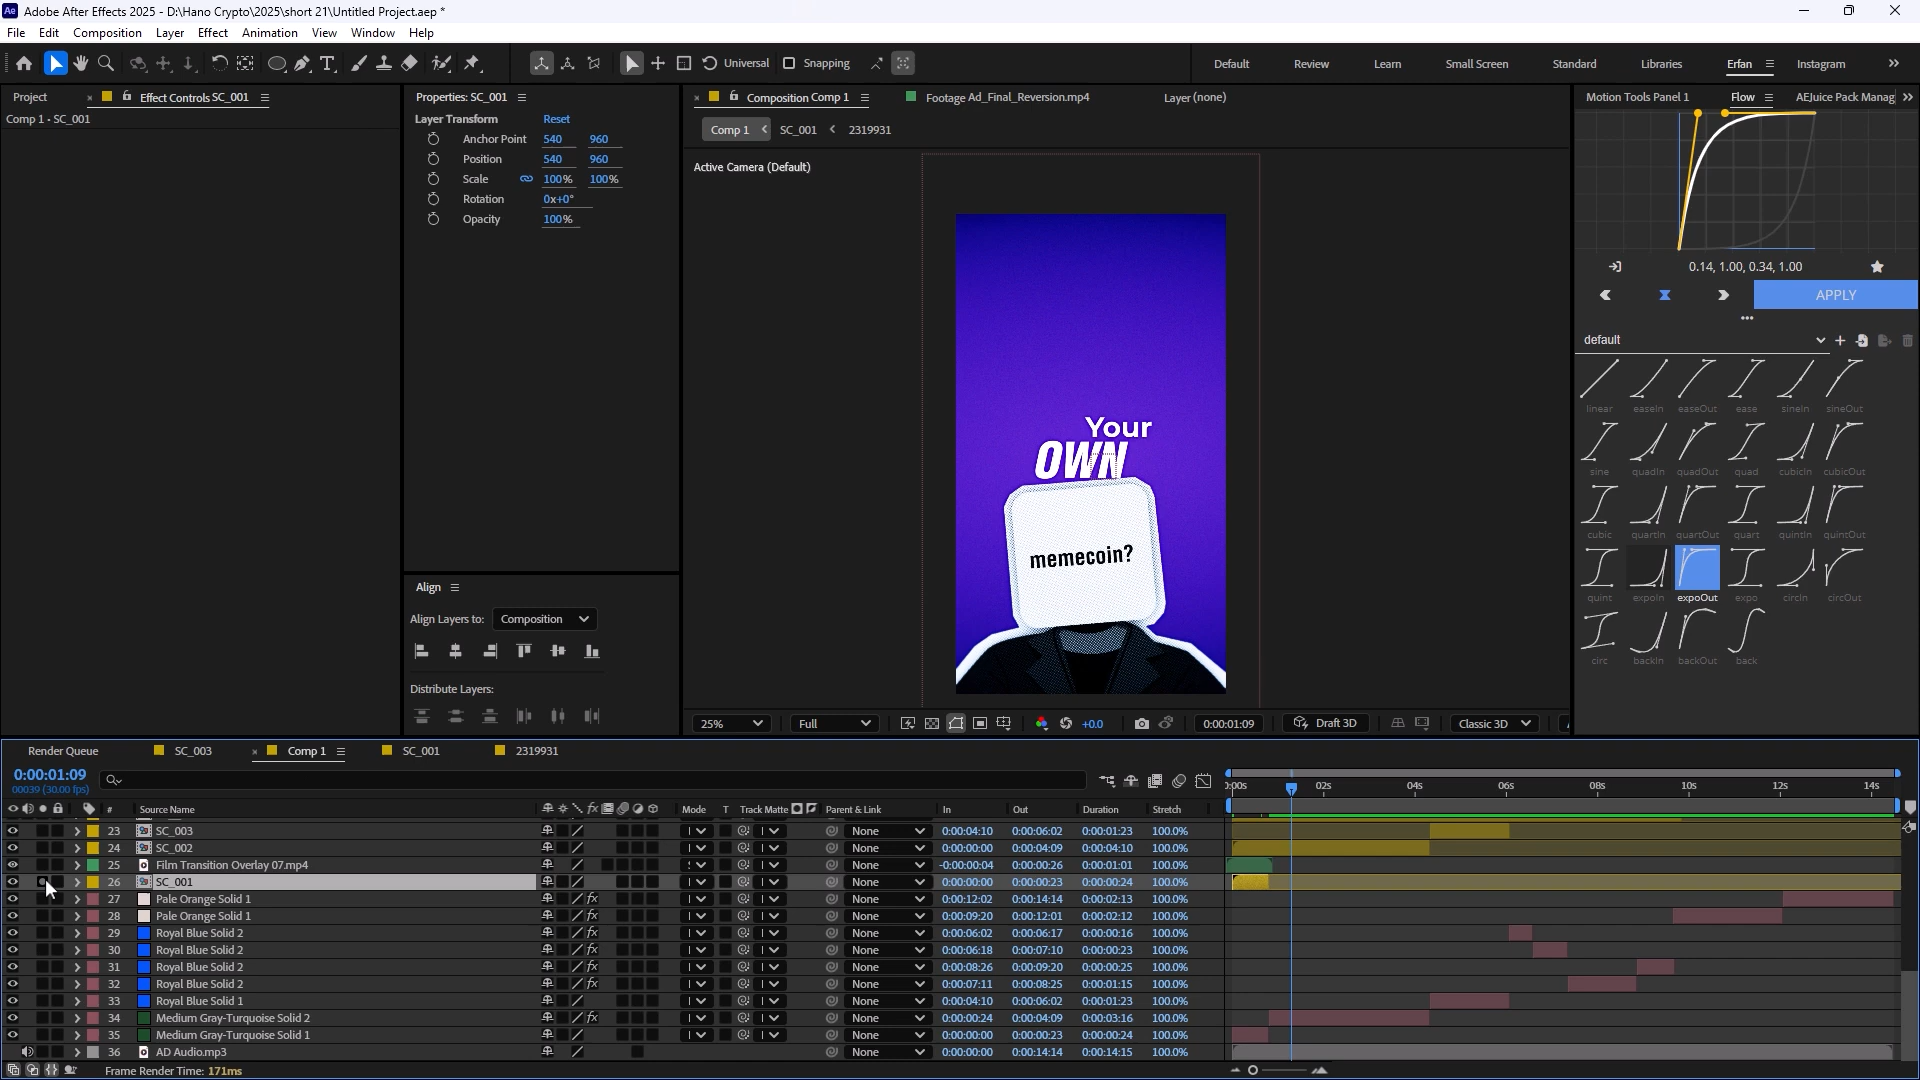 Adobe After Effects 2025 - D:\Hano Crypto\2025\short 21\Untitled Project.aep *
File Edit Composition Layer Effect Animation View Window Help
Universal Snapping Default Review Learn Small Screen Standard Libraries Erfan Instagram
Project Effect Controls SC_001
Comp 1 • SC_001
Properties: SC_001
Layer Transform Reset
Anchor Point 540 960
Position 540 960
Scale 100% 100%
Rotation 0x+0°
Opacity 100%
Align
Align Layers to: Composition
Distribute Layers:
Composition Comp 1 Footage Ad_Final_Reversion.mp4 Layer (none)
Comp 1 SC_001 2319931
Active Camera (Default)
Your
OWN
memecoin?
25% Full +0.0 0:00:01:09 Draft 3D Classic 3D
Motion Tools Panel 1 Flow AEJuice Pack Manag
0.14, 1.00, 0.34, 1.00
APPLY
default
linear easeIn easeOut ease sineIn sineOut
sine quadIn quadOut quad cubicIn cubicOut
cubic quartIn quartOut quart quintIn quintOut
quint expoIn expoOut expo circIn circOut
circ backIn backOut back
Render Queue SC_003 Comp 1 SC_001 2319931
0:00:01:09
00039 (30.00 fps)
# Source Name Mode T Track Matte Parent & Link In Out Duration Stretch
02s 04s 06s 08s 10s 12s 14s
23 SC_003 None 0:00:04:10 0:00:06:02 0:00:01:23 100.0%
24 SC_002 None 0:00:00:00 0:00:04:09 0:00:04:10 100.0%
25 Film Transition Overlay 07.mp4 None -0:00:00:04 0:00:00:26 0:00:01:01 100.0%
26 SC_001 None 0:00:00:00 0:00:00:23 0:00:00:24 100.0%
27 Pale Orange Solid 1 fx None 0:00:12:02 0:00:14:14 0:00:02:13 100.0%
28 Pale Orange Solid 1 fx None 0:00:09:20 0:00:12:01 0:00:02:12 100.0%
29 Royal Blue Solid 2 fx None 0:00:06:02 0:00:06:17 0:00:00:16 100.0%
30 Royal Blue Solid 2 fx None 0:00:06:18 0:00:07:10 0:00:00:23 100.0%
31 Royal Blue Solid 2 fx None 0:00:08:26 0:00:09:20 0:00:00:25 100.0%
32 Royal Blue Solid 2 fx None 0:00:07:11 0:00:08:25 0:00:01:15 100.0%
33 Royal Blue Solid 1 None 0:00:04:10 0:00:06:02 0:00:01:23 100.0%
34 Medium Gray-Turquoise Solid 2 fx None 0:00:00:24 0:00:04:09 0:00:03:16 100.0%
35 Medium Gray-Turquoise Solid 1 None 0:00:00:00 0:00:00:23 0:00:00:24 100.0%
36 AD Audio.mp3 None 0:00:00:00 0:00:14:14 0:00:14:15 100.0%
Frame Render Time: 171ms